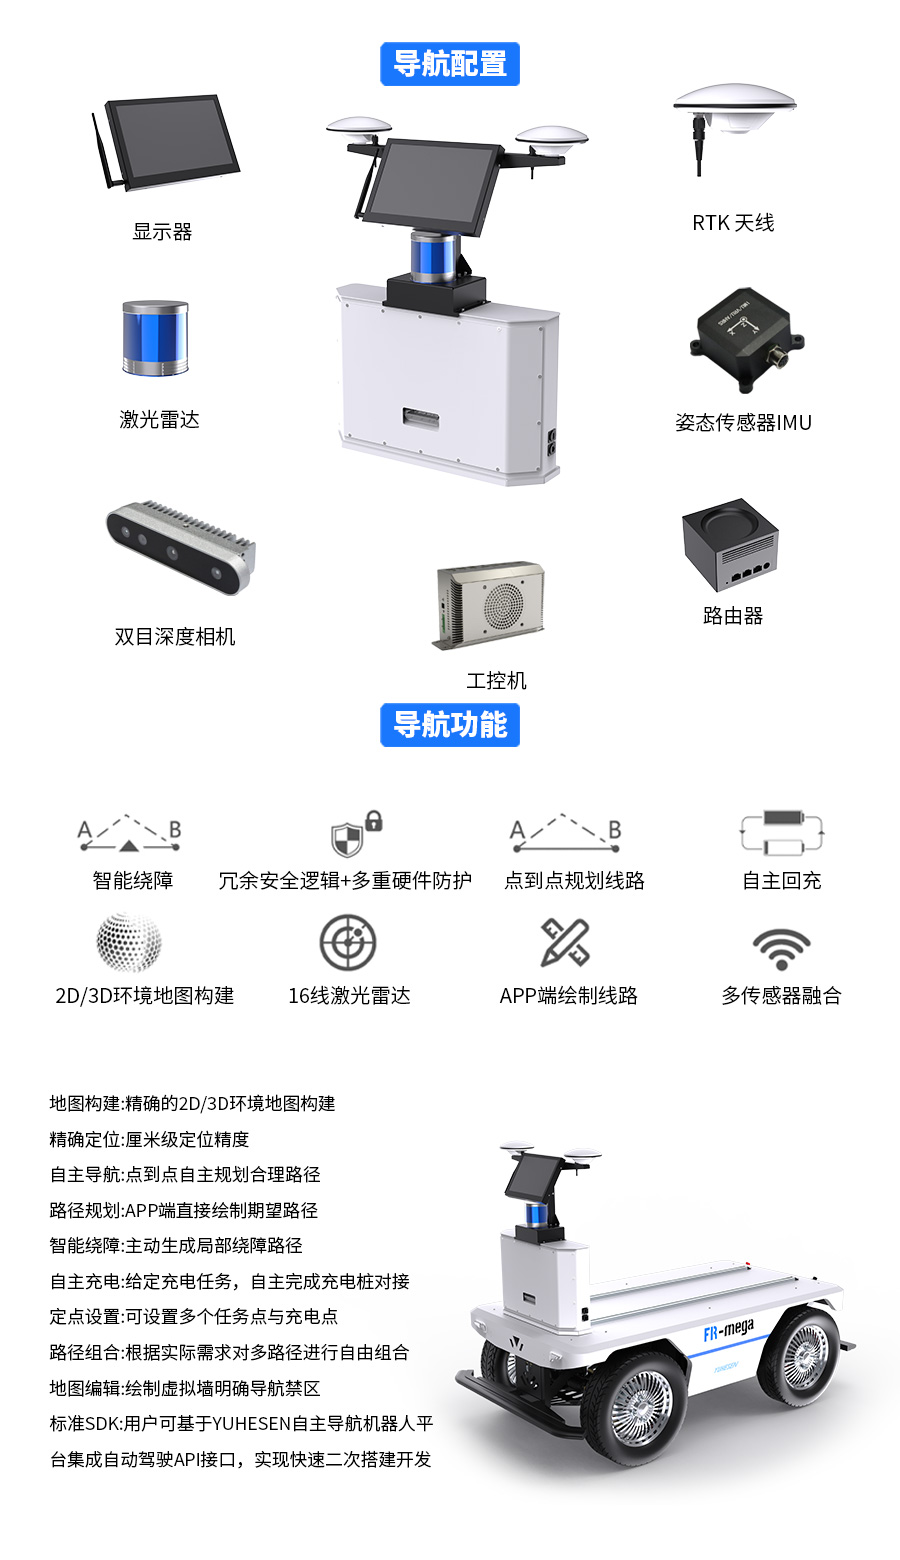 导航配置
显示器
RTK 天线
激光雷达
姿态传感器IMU
双目深度相机
路由器
工控机
导航功能
A B
A B
智能绕障
冗余安全逻辑+多重硬件防护
点到点规划线路
自主回充
2D/3D环境地图构建
16线激光雷达
APP端绘制线路
多传感器融合
地图构建:精确的2D/3D环境地图构建
精确定位:厘米级定位精度
自主导航:点到点自主规划合理路径
路径规划:APP端直接绘制期望路径
智能绕障:主动生成局部绕障路径
自主充电:给定充电任务，自主完成充电桩对接
定点设置:可设置多个任务点与充电点
路径组合:根据实际需求对多路径进行自由组合
地图编辑:绘制虚拟墙明确导航禁区
标准SDK:用户可基于YUHESEN自主导航机器人平
台集成自动驾驶API接口，实现快速二次搭建开发
FR-mega
YUHESEN